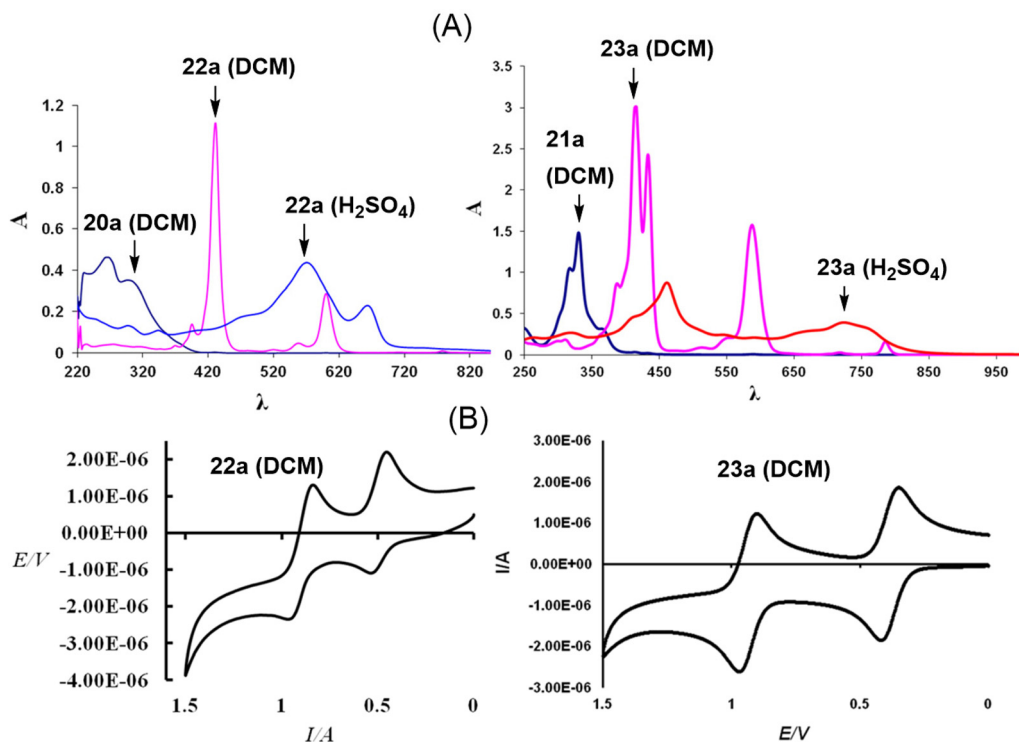 (A)
22a (DCM)
1.2
1
0.8
0.6
0.4
0.2
0
A
20a (DCM)
22a (H₂SO₄)
220 320 420 520 620 720 820
λ
23a (DCM)
3.5
3
2.5
2
1.5
1
0.5
0
A
21a
(DCM)
23a (H₂SO₄)
250 350 450 550 650 750 850 950
λ
(B)
22a (DCM)
2.00E-06
1.00E-06
0.00E+00
-1.00E-06
-2.00E-06
-3.00E-06
-4.00E-06
E/V
1.5 1 0.5 0
I/A
23a (DCM)
3.00E-06
2.00E-06
1.00E-06
0.00E+00
-1.00E-06
-2.00E-06
-3.00E-06
I/A
1.5 1 0.5 0
E/V